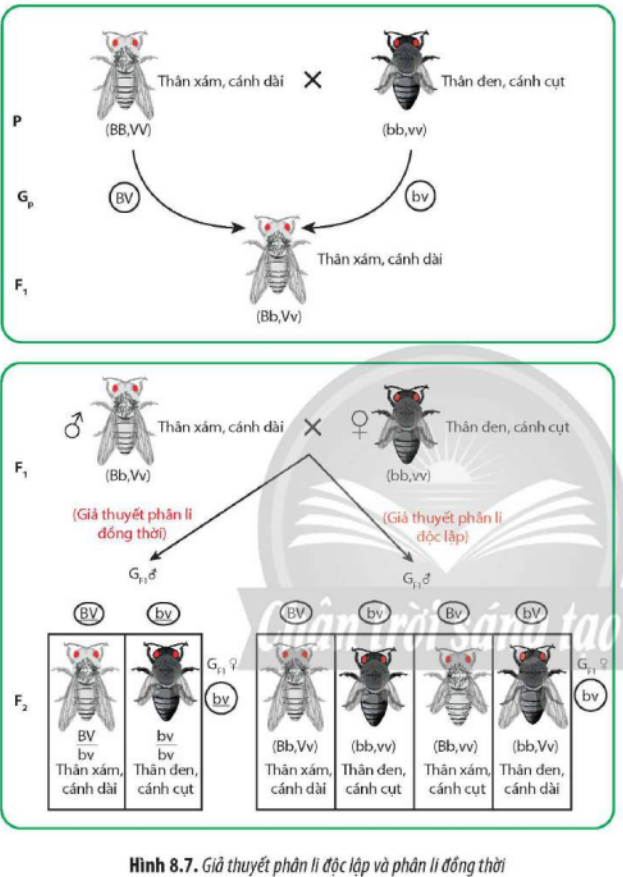 Thân xám, cánh dài × Thân đen, cánh cụt
P
(BB,VV) (bb,vv)
G_P BV bv
Thân xám, cánh dài
F₁
(Bb,Vv)
♂ Thân xám, cánh dài × ♀ Thân đen, cánh cụt
F₁ (Bb,Vv) (bb,vv)
(Giả thuyết phân li
đồng thời)
(Giả thuyết phân li
độc lập)
G_F1♂ G_F1♂
Chân trời sáng tạo
BV bv BV bv Bv bV
G_F1♀ G_F1♀
F₂ bv bv
BV
bv
bv
bv
(Bb,Vv) (bb,vv) (Bb,vv) (bb,Vv)
Thân xám,
cánh dài
Thân đen,
cánh cụt
Thân xám,
cánh dài
Thân đen,
cánh cụt
Thân xám,
cánh cụt
Thân đen,
cánh dài
Hình 8.7. Giả thuyết phân li độc lập và phân li đồng thời